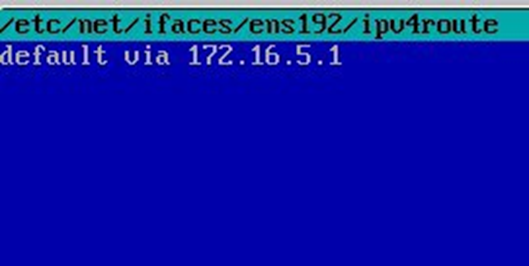 /etc/net/ifaces/ens192/ipv4route
default via 172.16.5.1